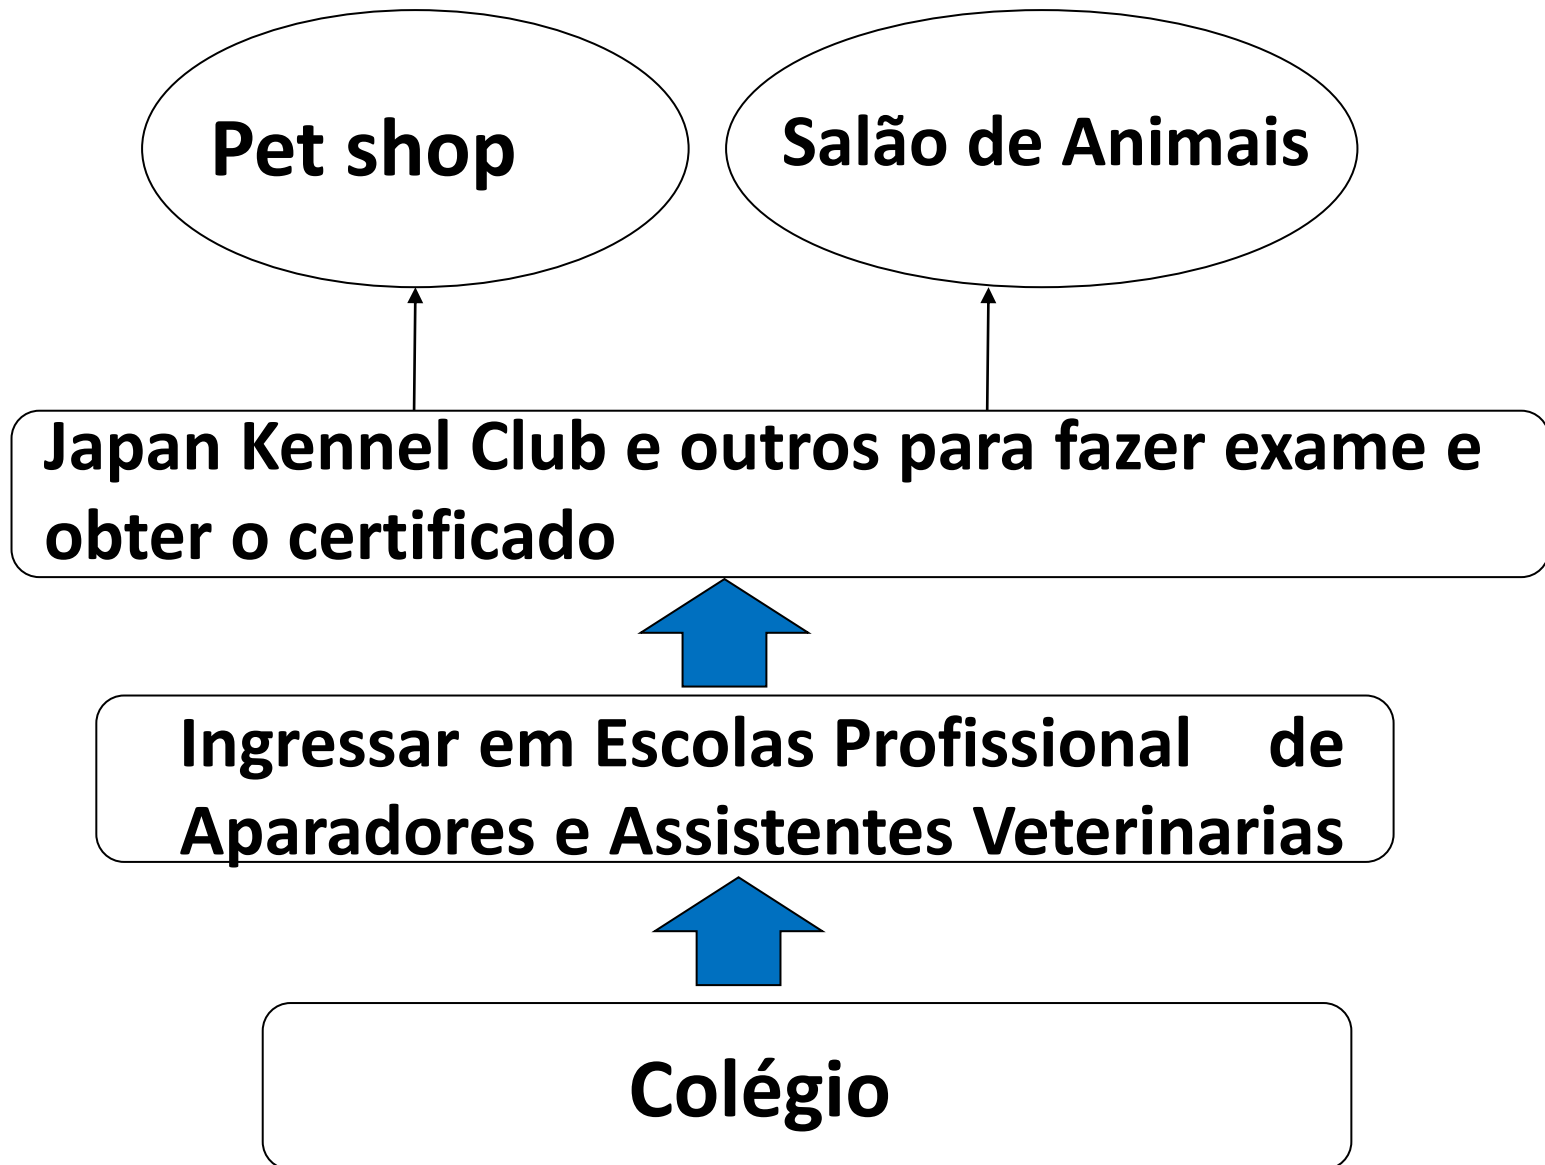 Pet shop
Salão de Animais
Japan Kennel Club e outros para fazer exame e
obter o certificado
Ingressar em Escolas Profissional de
Aparadores e Assistentes Veterinarias
Colégio